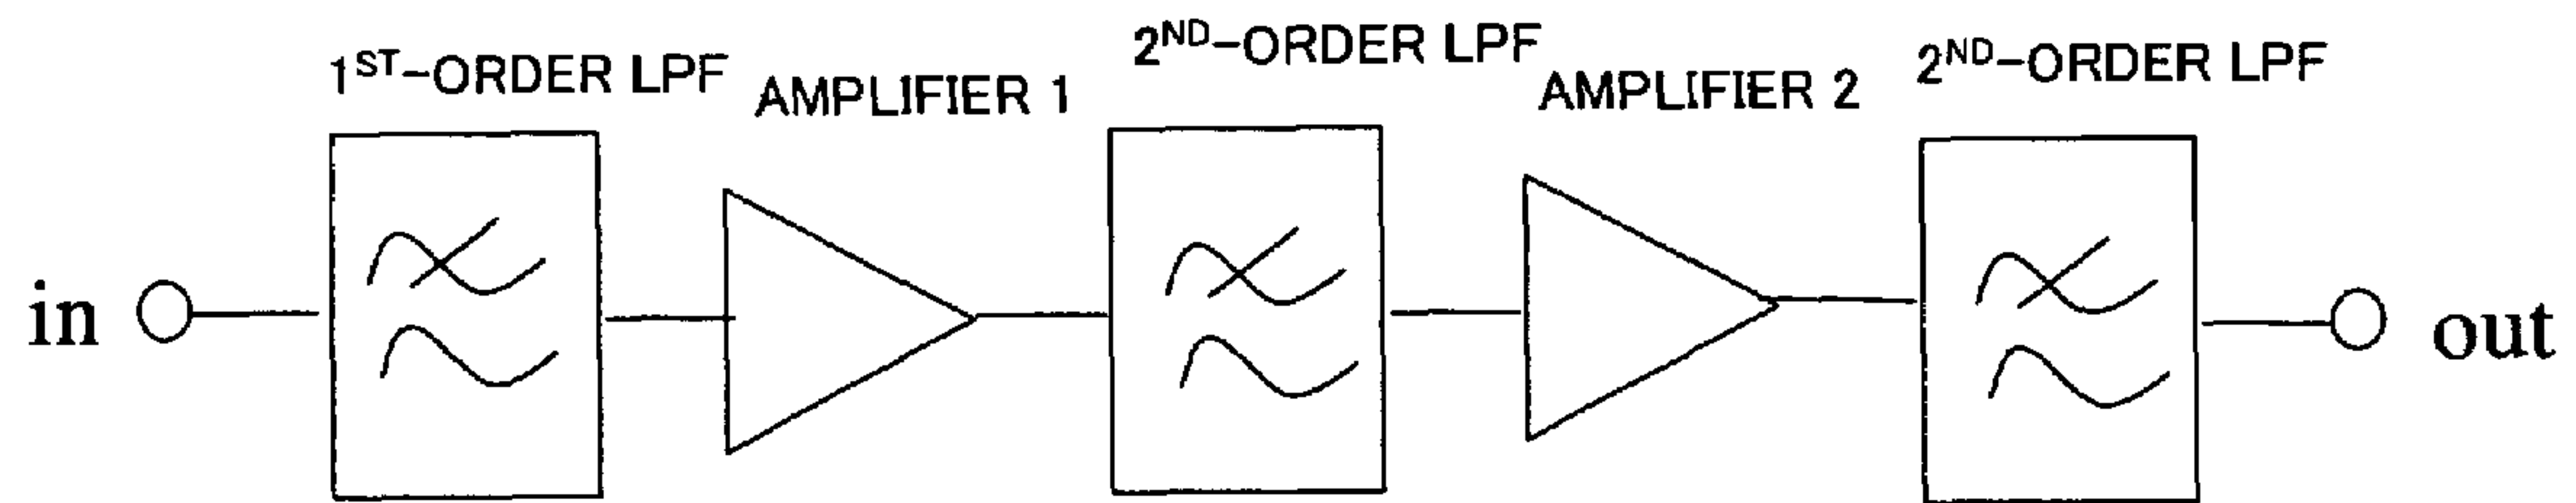 1ST-ORDER LPF
AMPLIFIER 1
2ND-ORDER LPF
AMPLIFIER 2
2ND-ORDER LPF
in
out